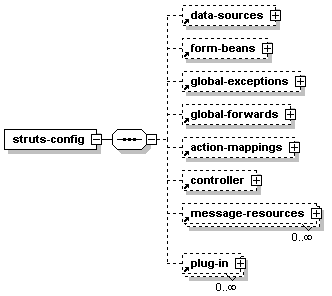 data-sources
form-beans
global-exceptions
global-forwards
struts-config
action-mappings
controller
message-resources
0..∞
plug-in
0..∞